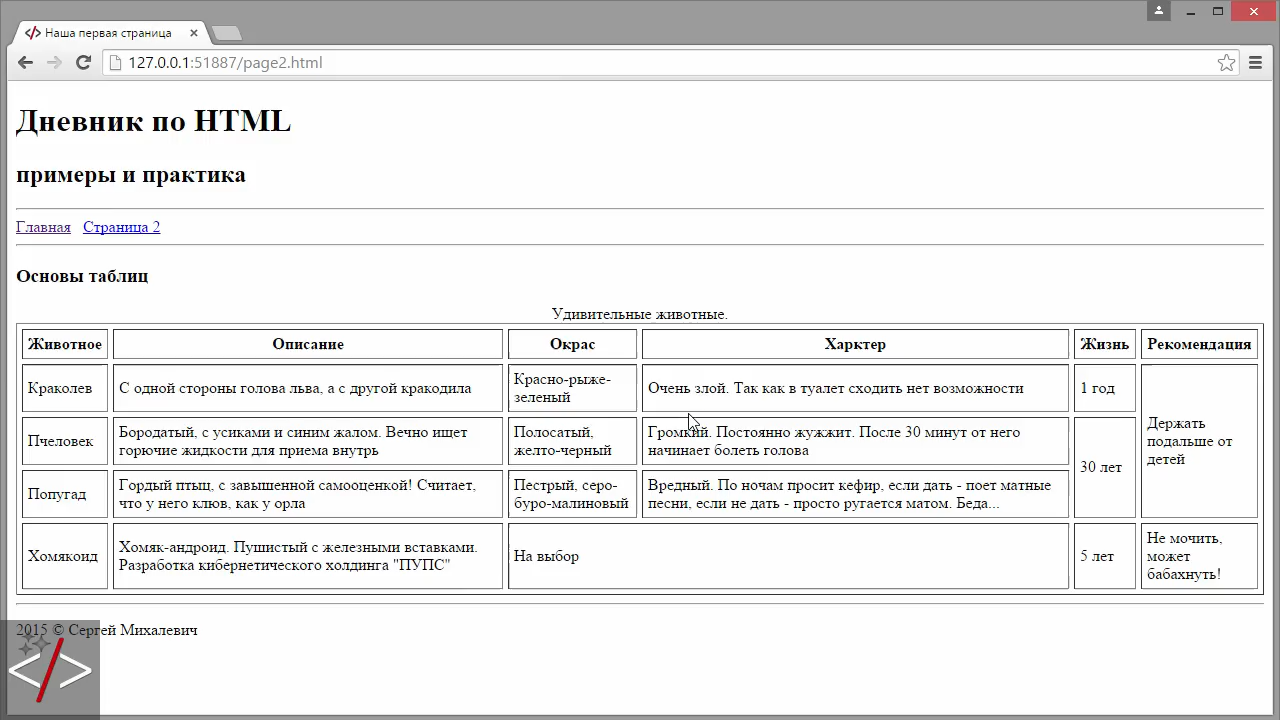 Наша первая страница
127.0.0.1:51887/page2.html
Дневник по HTML
примеры и практика
Главная Страница 2
Основы таблиц
Удивительные животные.
Животное Описание Окрас Харктер Жизнь Рекомендация
Краколев
С одной стороны голова льва, а с другой кракодила
Красно-рыже-
зеленый
Очень злой. Так как в туалет сходить нет возможности
1 год
Держать
подальше от
детей
Пчеловек
Бородатый, с усиками и синим жалом. Вечно ищет
горючие жидкости для приема внутрь
Полосатый,
желто-черный
Громкий. Постоянно жужжит. После 30 минут от него
начинает болеть голова
30 лет
Попугад
Гордый птыц, с завышенной самооценкой! Считает,
что у него клюв, как у орла
Пестрый, серо-
буро-малиновый
Вредный. По ночам просит кефир, если дать - поет матные
песни, если не дать - просто ругается матом. Беда...
Хомякоид
Хомяк-андроид. Пушистый с железными вставками.
Разработка кибернетического холдинга "ПУПС"
На выбор
5 лет
Не мочить,
может
бабахнуть!
2015 © Сергей Михалевич